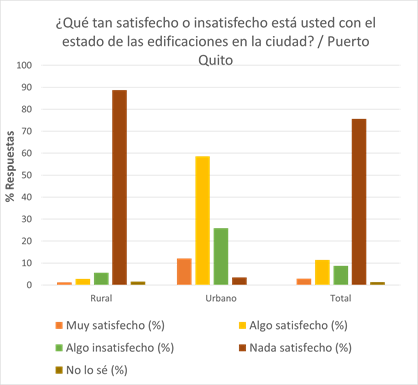 ¿Qué tan satisfecho o insatisfecho está usted con el
estado de las edificaciones en la ciudad? / Puerto
Quito
% Respuestas
100
90
80
70
60
50
40
30
20
10
0
Rural Urbano Total
Muy satisfecho (%) Algo satisfecho (%)
Algo insatisfecho (%) Nada satisfecho (%)
No lo sé (%)